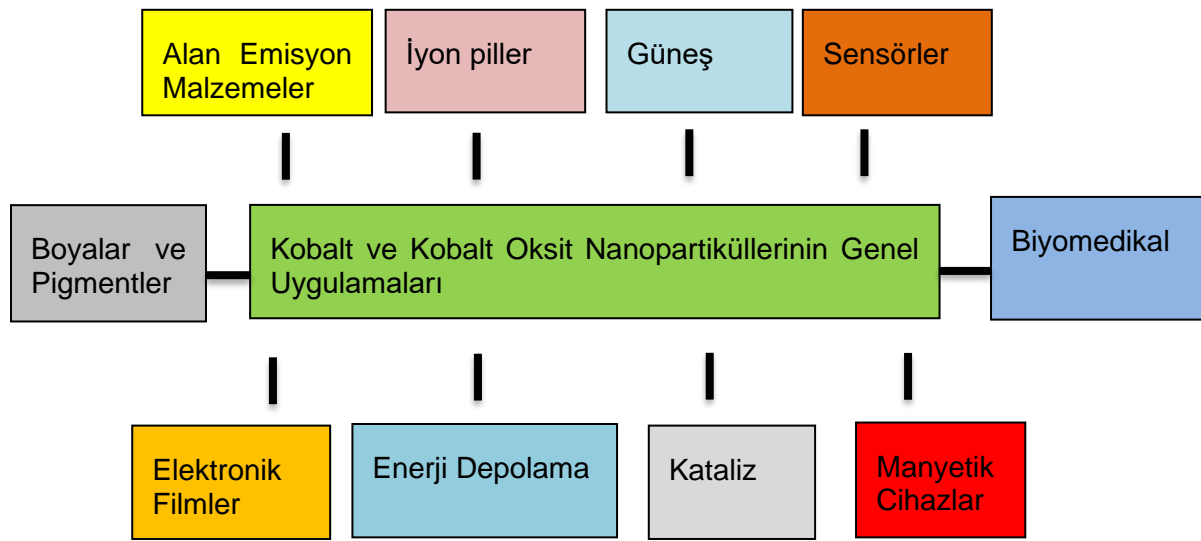 Alan Emisyon
Malzemeler
İyon piller
Güneş
Sensörler
Boyalar ve
Pigmentler
Kobalt ve Kobalt Oksit Nanopartiküllerinin Genel
Uygulamaları
Biyomedikal
Elektronik
Filmler
Enerji Depolama
Kataliz
Manyetik
Cihazlar